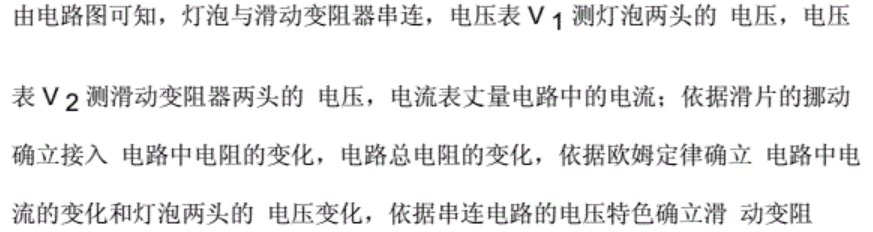 由电路图可知，灯泡与滑动变阻器串连，电压表 V 1 测灯泡两头的 电压，电压
表 V 2 测滑动变阻器两头的 电压，电流表丈量电路中的电流；依据滑片的挪动
确立接入 电路中电阻的变化，电路总电阻的变化，依据欧姆定律确立 电路中电
流的变化和灯泡两头的 电压变化，依据串连电路的电压特色确立滑 动变阻